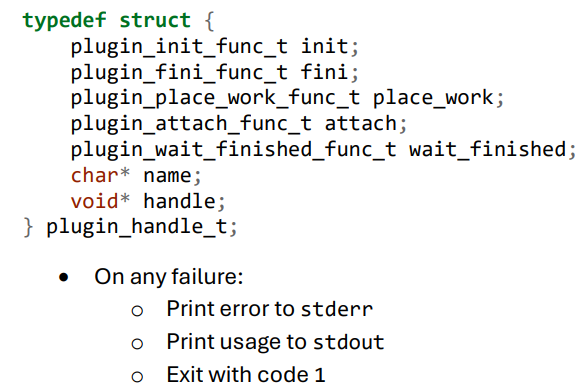 typedef struct {
    plugin_init_func_t init;
    plugin_fini_func_t fini;
    plugin_place_work_func_t place_work;
    plugin_attach_func_t attach;
    plugin_wait_finished_func_t wait_finished;
    char* name;
    void* handle;
} plugin_handle_t;
• On any failure:
o Print error to stderr
o Print usage to stdout
o Exit with code 1